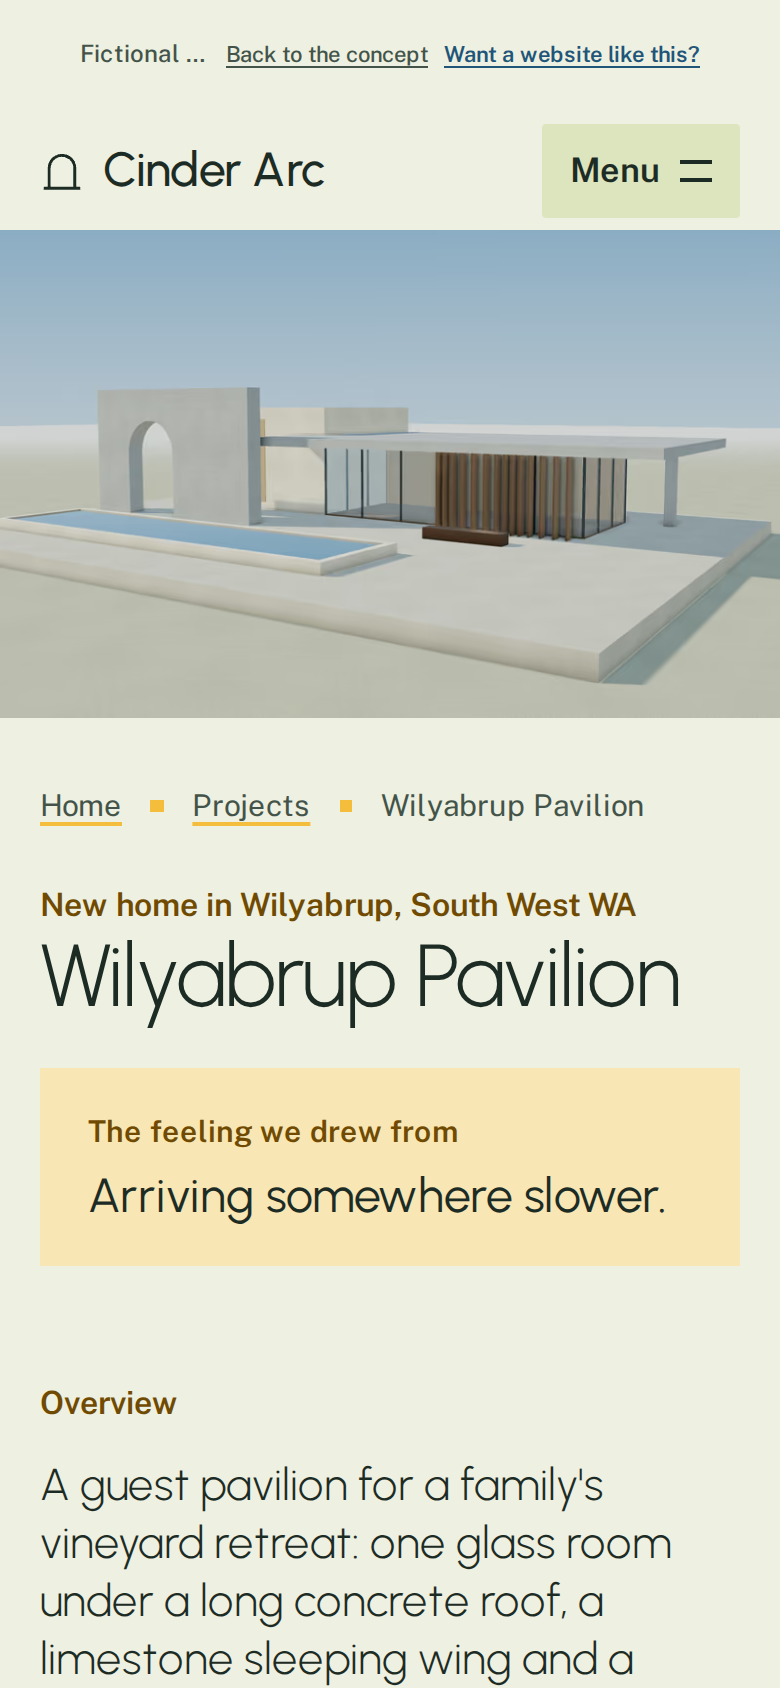 Fictional ... Back to the concept Want a website like this?
Cinder Arc Menu
Home Projects Wilyabrup Pavilion
New home in Wilyabrup, South West WA
Wilyabrup Pavilion
The feeling we drew from
Arriving somewhere slower.
Overview
A guest pavilion for a family's
vineyard retreat: one glass room
under a long concrete roof, a
limestone sleeping wing and a